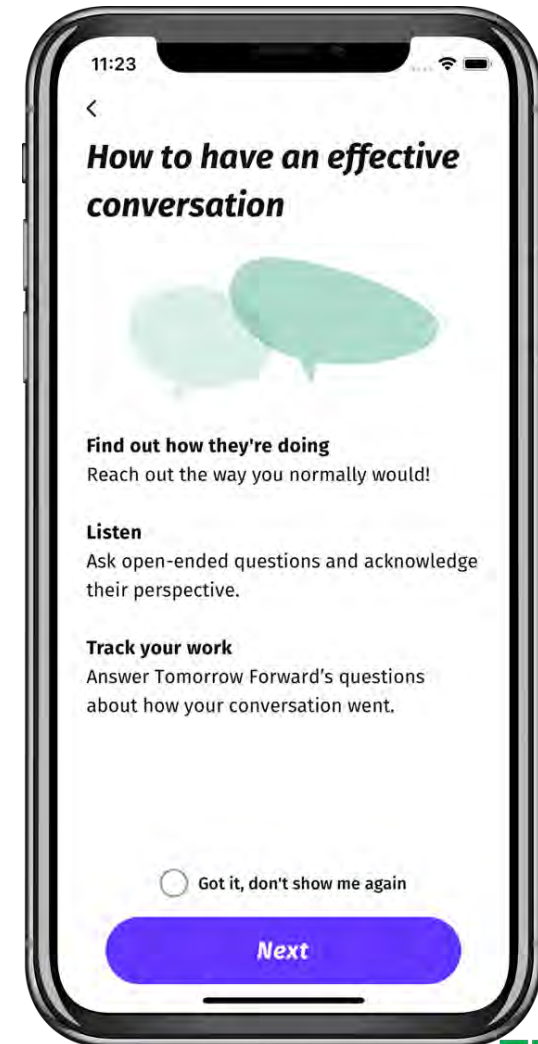 11:23
How to have an effective
conversation
Find out how they're doing
Reach out the way you normally would!
Listen
Ask open-ended questions and acknowledge
their perspective.
Track your work
Answer Tomorrow Forward’s questions
about how your conversation went.
Got it, don't show me again
Next